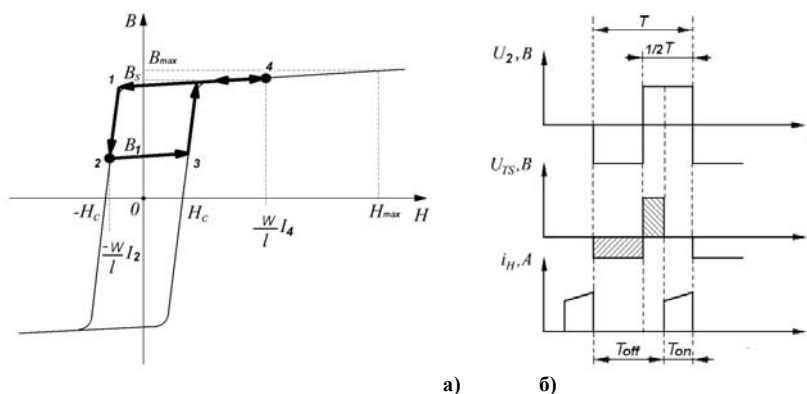 B
B_max
B_S
1
4
B_1
2
3
-H_C
0
H_C
H_max
H
W/l I_4
-W/l I_2
а)
T
1/2T
U_2,B
U_TS,B
i_H,A
T_off
T_on
б)